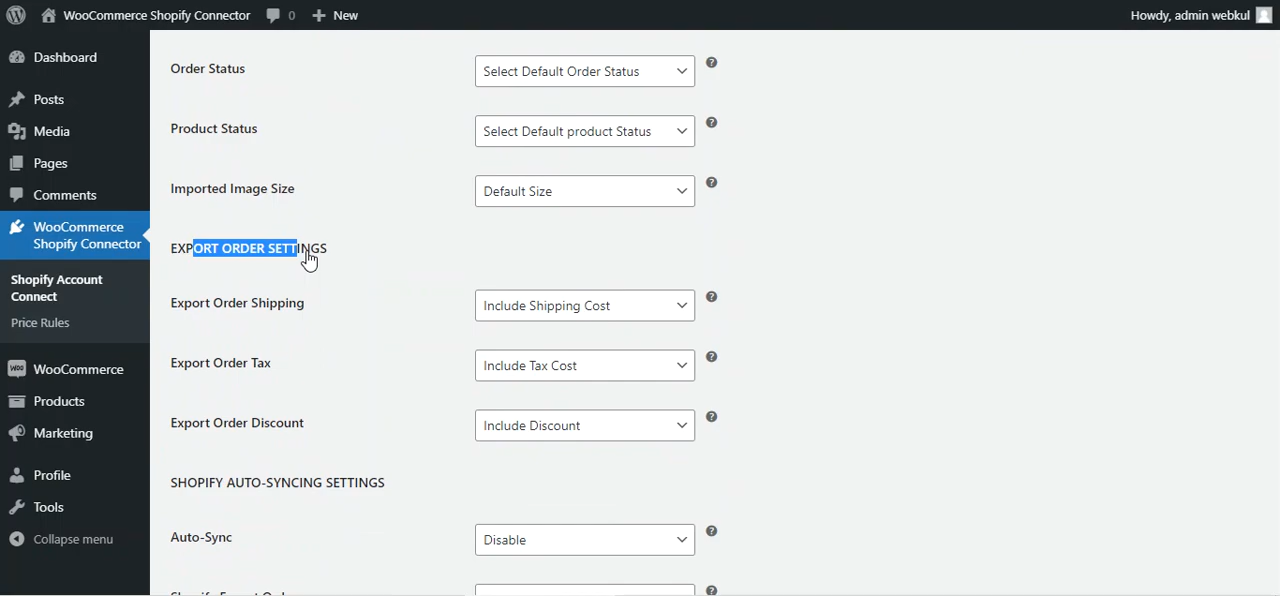 WooCommerce Shopify Connector 0 New Howdy, admin webkul
Dashboard
Posts
Media
Pages
Comments
WooCommerce
Shopify Connector
Shopify Account
Connect
Price Rules
WOO WooCommerce
Products
Marketing
Profile
Tools
Collapse menu
Order Status Select Default Order Status ?
Product Status Select Default product Status ?
Imported Image Size Default Size ?
EXPORT ORDER SETTINGS
Export Order Shipping Include Shipping Cost ?
Export Order Tax Include Tax Cost ?
Export Order Discount Include Discount ?
SHOPIFY AUTO-SYNCING SETTINGS
Auto-Sync Disable ?